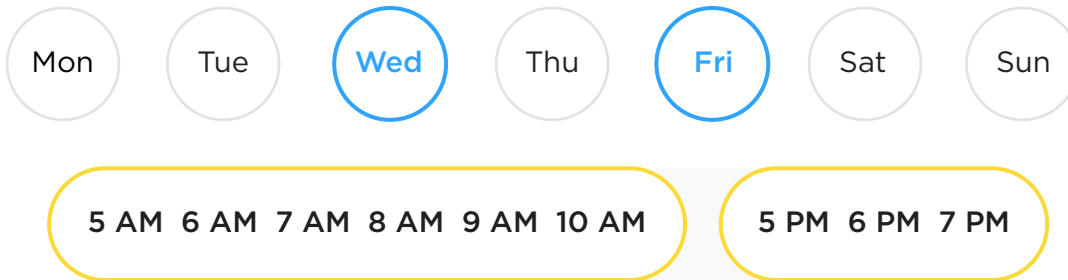 Mon Tue Wed Thu Fri Sat Sun
5 AM 6 AM 7 AM 8 AM 9 AM 10 AM 5 PM 6 PM 7 PM